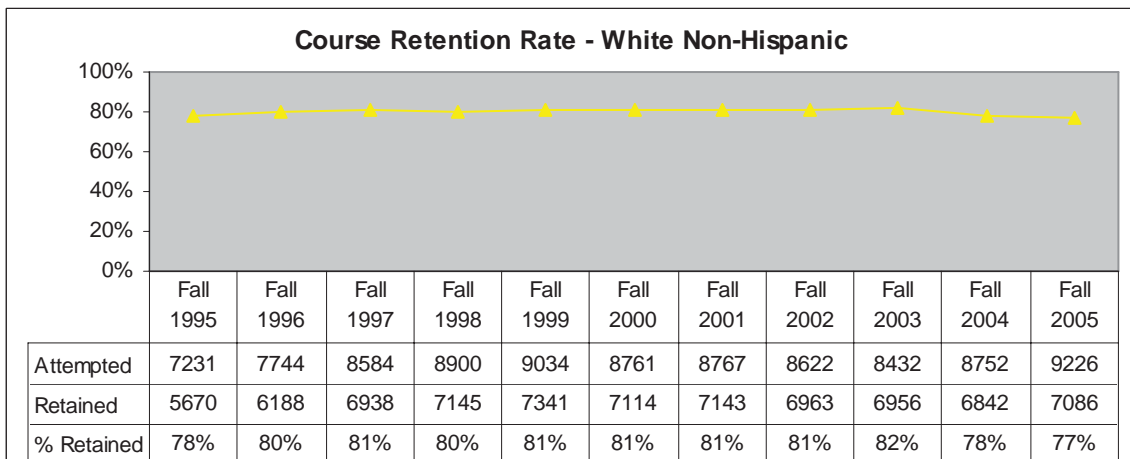 Course Retention Rate - White Non-Hispanic
100%
80%
60%
40%
20%
0%
Fall Fall Fall Fall Fall Fall Fall Fall Fall Fall Fall
1995 1996 1997 1998 1999 2000 2001 2002 2003 2004 2005
Attempted 7231 7744 8584 8900 9034 8761 8767 8622 8432 8752 9226
Retained 5670 6188 6938 7145 7341 7114 7143 6963 6956 6842 7086
% Retained 78% 80% 81% 80% 81% 81% 81% 81% 82% 78% 77%